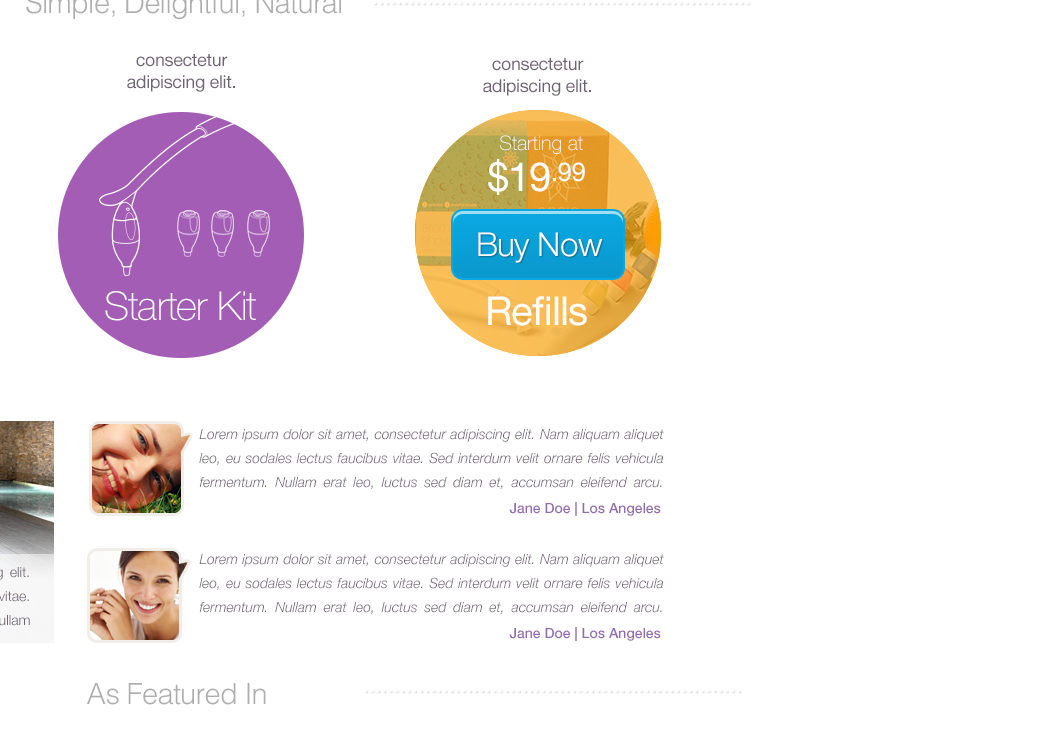 Simple, Delightful, Natural
consectetur
adipiscing elit.
consectetur
adipiscing elit.
Starter Kit
Starting at
$19.99
Buy Now
Refills
Lorem ipsum dolor sit amet, consectetur adipiscing elit. Nam aliquam aliquet
leo, eu sodales lectus faucibus vitae. Sed interdum velit ornare felis vehicula
fermentum. Nullam erat leo, luctus sed diam et, accumsan eleifend arcu.
Jane Doe | Los Angeles
elit.
vitae.
Lorem ipsum dolor sit amet, consectetur adipiscing elit. Nam aliquam aliquet
leo, eu sodales lectus faucibus vitae. Sed interdum velit ornare felis vehicula
fermentum. Nullam erat leo, luctus sed diam et, accumsan eleifend arcu.
Jane Doe | Los Angeles
As Featured In